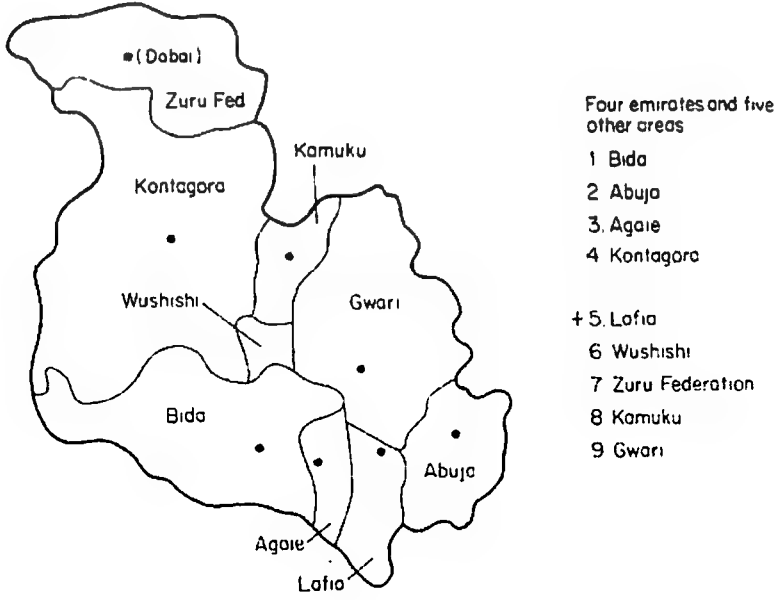 (Dabai)
Zuru Fed
Kamuku
Kontagora
Wushishi
Gwari
Bida
Abuja
Agaie
Lafia
Four emirates and five
other areas
1 Bida
2 Abuja
3. Agaie
4 Kontagora
+ 5. Lafia
6 Wushishi
7 Zuru Federation
8 Kamuku
9 Gwari